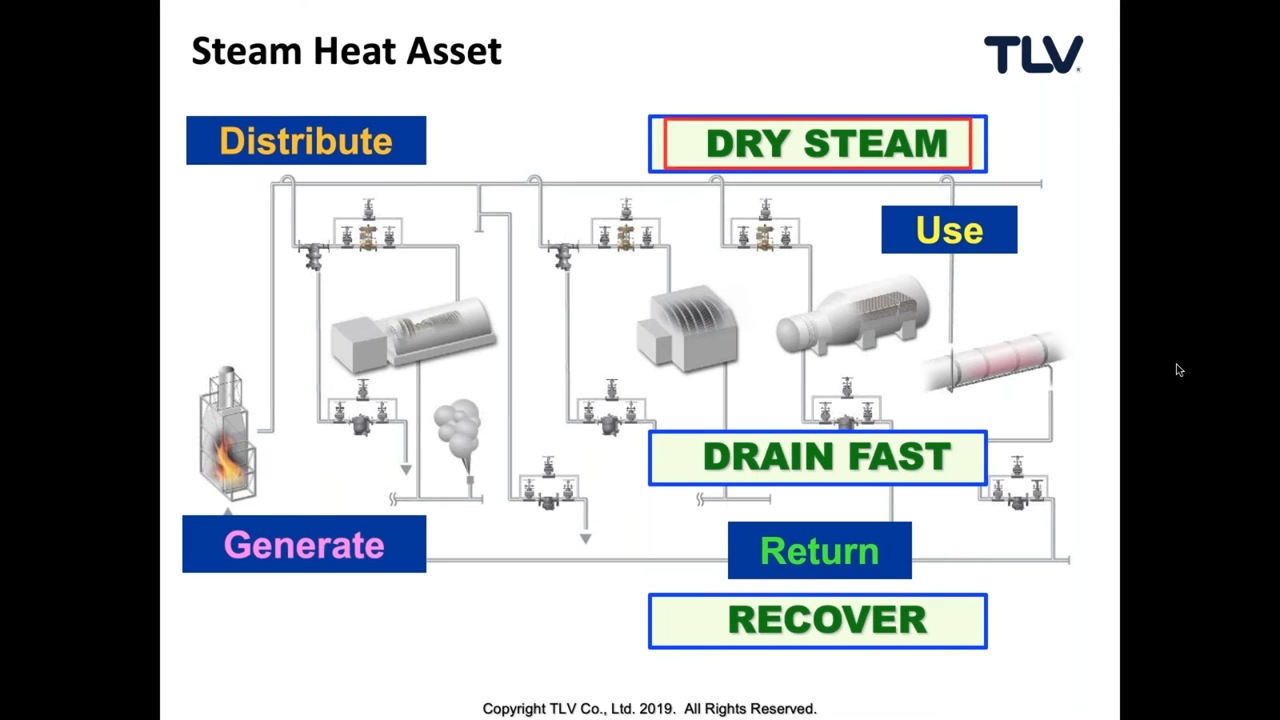 Steam Heat Asset
TLV
Distribute
DRY STEAM
Use
DRAIN FAST
Generate
Return
RECOVER
Copyright TLV Co., Ltd. 2019. All Rights Reserved.